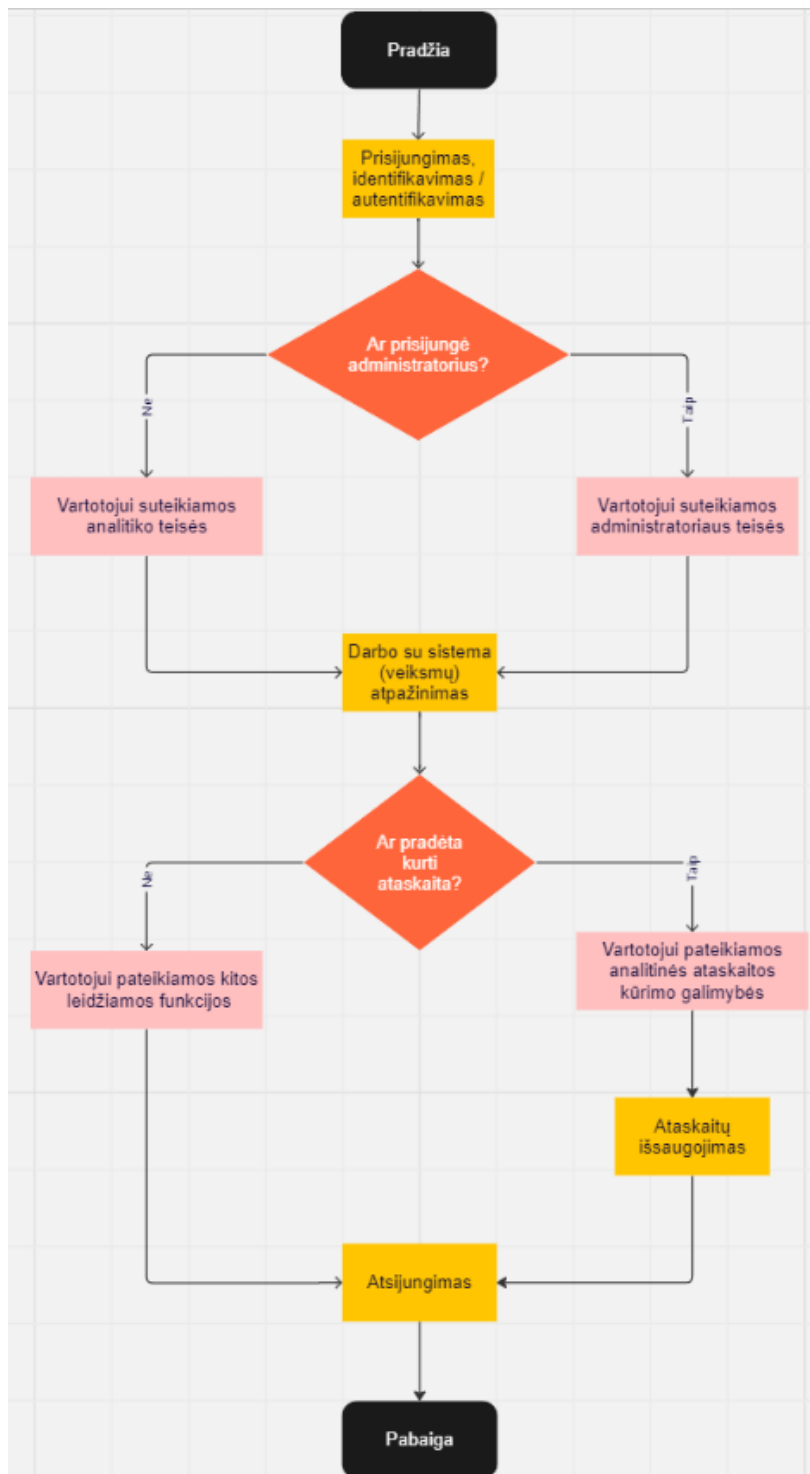 Pradžia
Prisijungimas,
identifikavimas /
autentifikavimas
Ar prisijungė
administratorius?
Ne
Taip
Vartotojui suteikiamos
analitiko teisės
Vartotojui suteikiamos
administratoriaus teisės
Darbo su sistema
(veiksmų)
atpažinimas
Ar pradėta
kurti
ataskaita?
Ne
Taip
Vartotojui pateikiamos kitos
leidžiamos funkcijos
Vartotojui pateikiamos
analitinės ataskaitos
kūrimo galimybės
Ataskaitų
išsaugojimas
Atsijungimas
Pabaiga